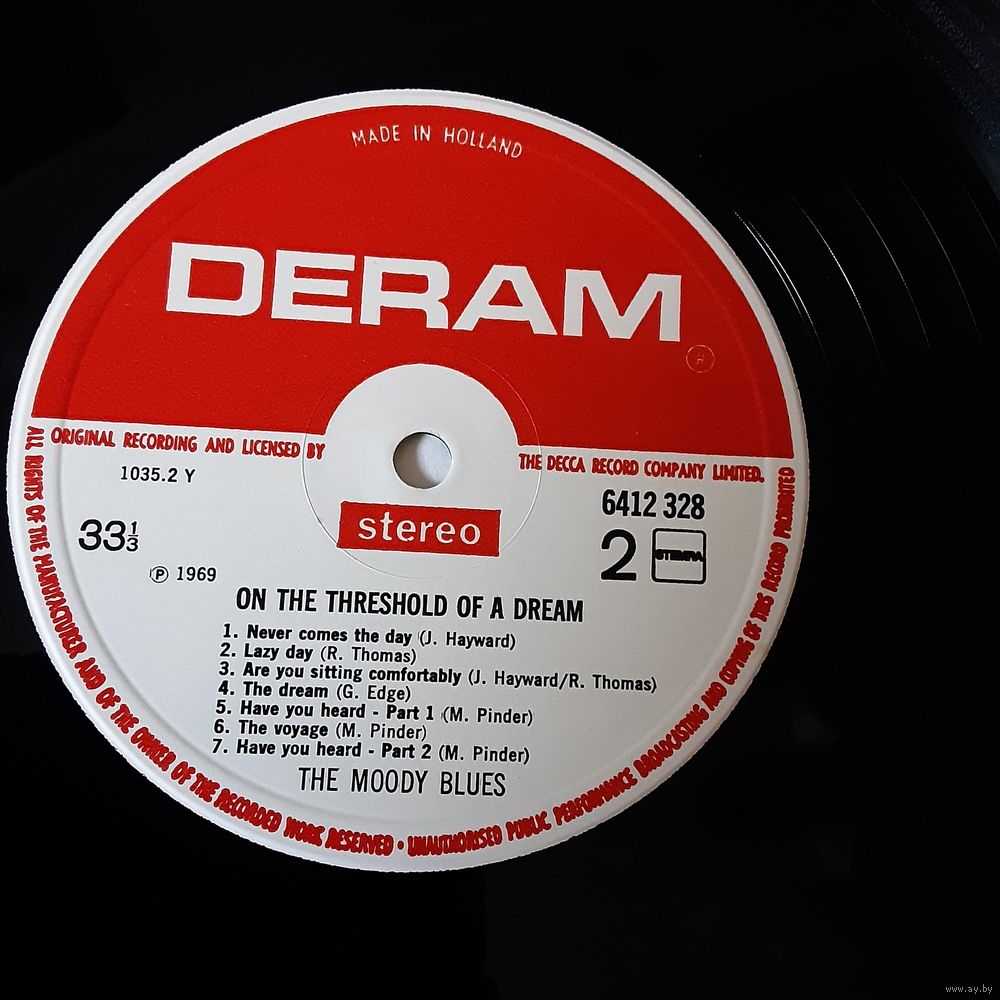 MADE IN HOLLAND
DERAM
®
ORIGINAL RECORDING AND LICENSED BY
THE DECCA RECORD COMPANY LIMITED.
1035.2 Y
6412 328
stereo
33⅓
2
STEMRA
℗ 1969
ON THE THRESHOLD OF A DREAM
1. Never comes the day (J. Hayward)
2. Lazy day (R. Thomas)
3. Are you sitting comfortably (J. Hayward/R. Thomas)
4. The dream (G. Edge)
5. Have you heard - Part 1 (M. Pinder)
6. The voyage (M. Pinder)
7. Have you heard - Part 2 (M. Pinder)
THE MOODY BLUES
ALL RIGHTS OF THE MANUFACTURER AND OF THE OWNER OF THE RECORDED WORK RESERVED • UNAUTHORISED PUBLIC PERFORMANCE BROADCASTING AND COPYING OF THIS RECORD PROHIBITED
www.ay.by